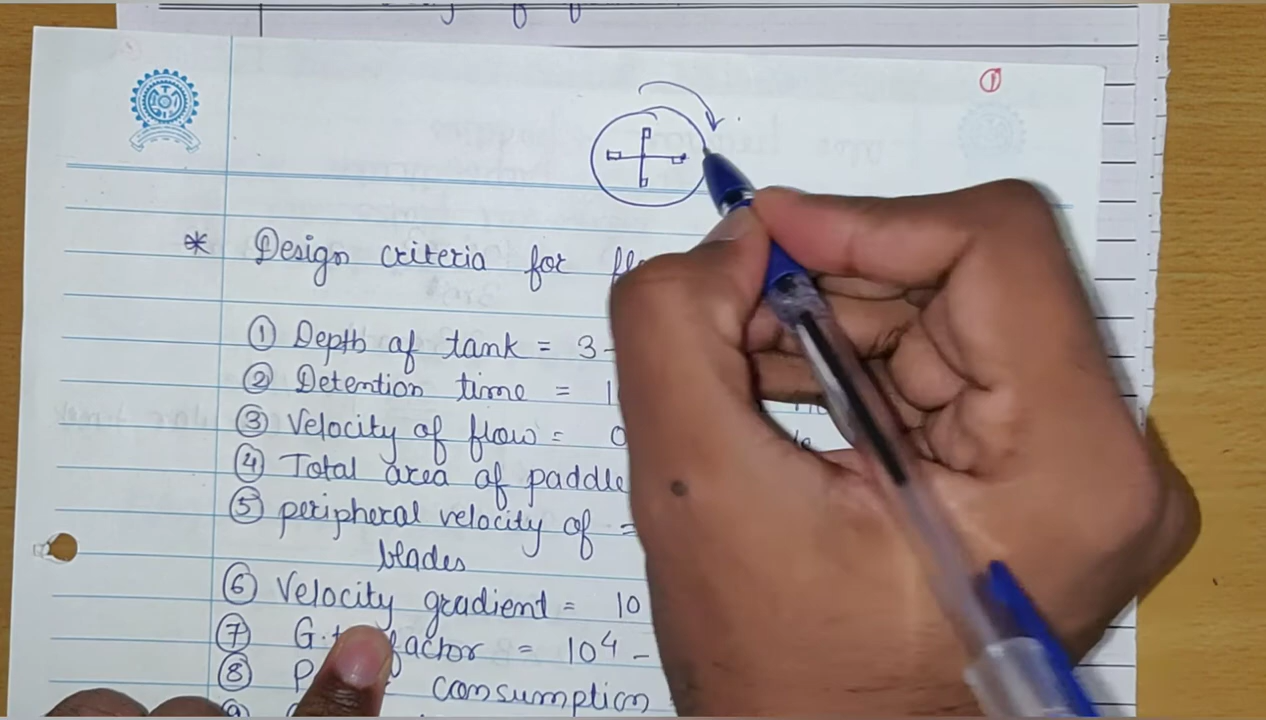 ①
* Design criteria for
① Depth of tank = 3-
② Detention time = 1
③ Velocity of flow = 0
④ Total area of paddle
⑤ peripheral velocity of =
blades
⑥ Velocity gradient = 10
⑦ G.t factor = 10⁴ -
⑧ consumption
⑨